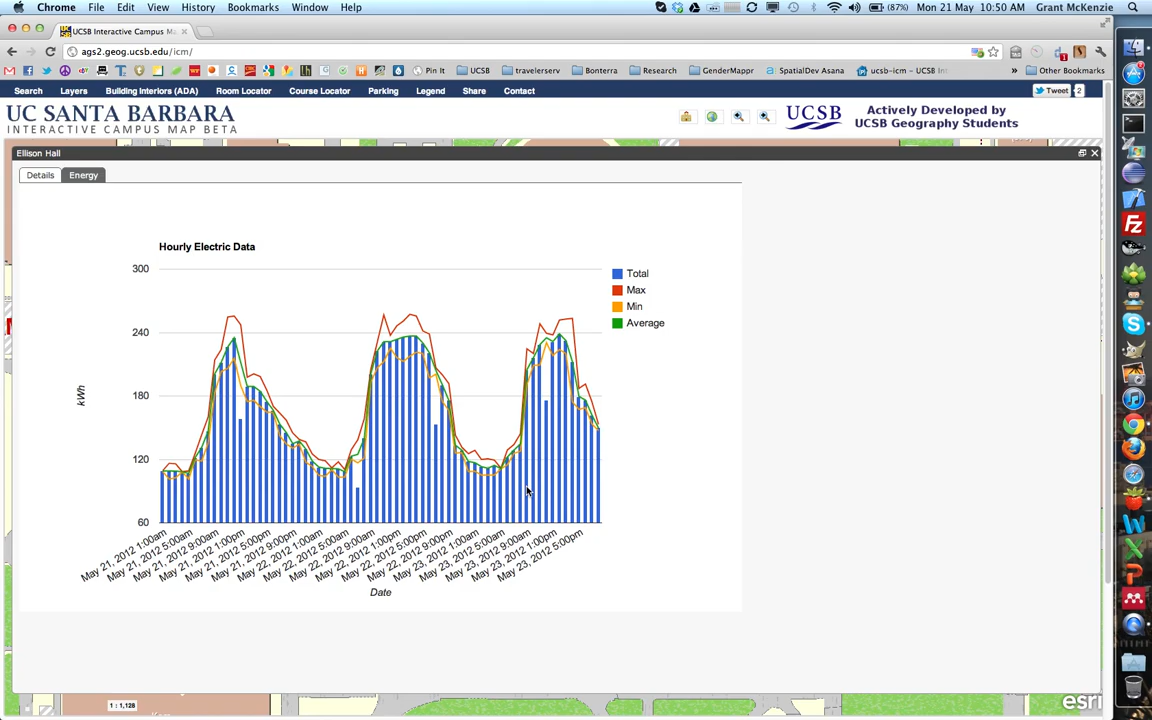 Chrome File Edit View History Bookmarks Window Help (87%) Mon 21 May 10:50 AM Grant McKenzie
UCSB Interactive Campus Ma
ags2.geog.ucsb.edu/icm/
Pin It UCSB travelerserv Bonterra Research GenderMappr SpatialDev Asana ucsb-icm — UCSB Int » Other Bookmarks
Search Layers Building Interiors (ADA) Room Locator Course Locator Parking Legend Share Contact Tweet 2
UC SANTA BARBARA
INTERACTIVE CAMPUS MAP BETA
UCSB
Actively Developed by
UCSB Geography Students
Ellison Hall
Details Energy
Hourly Electric Data
300
240
180
120
60
kWh
Total
Max
Min
Average
May 21, 2012 1:00am
May 21, 2012 5:00am
May 21, 2012 9:00am
May 21, 2012 1:00pm
May 21, 2012 5:00pm
May 21, 2012 9:00pm
May 22, 2012 1:00am
May 22, 2012 5:00am
May 22, 2012 9:00am
May 22, 2012 1:00pm
May 22, 2012 5:00pm
May 22, 2012 9:00pm
May 23, 2012 1:00am
May 23, 2012 5:00am
May 23, 2012 9:00am
May 23, 2012 1:00pm
May 23, 2012 5:00pm
Date
1 : 1,128
esri